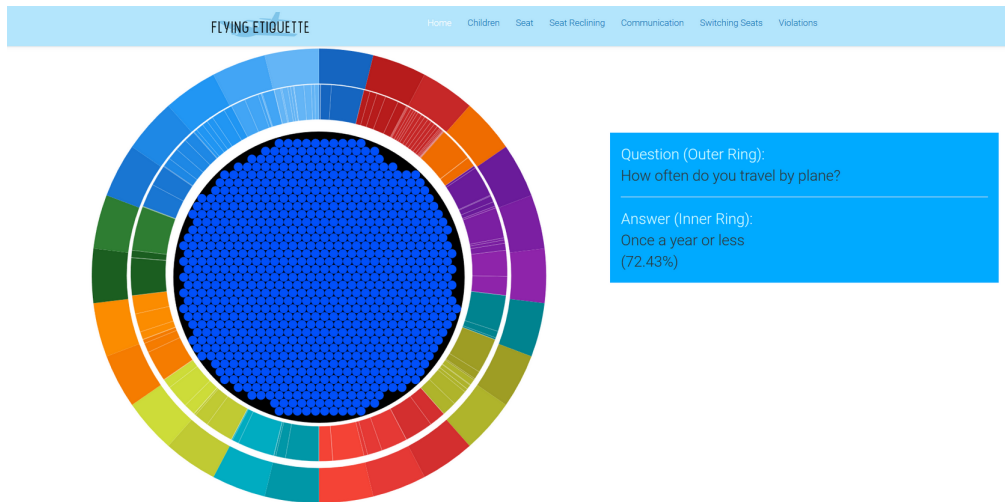 FLYING ETIQUETTE
Home Children Seat Seat Reclining Communication Switching Seats Violations
Question (Outer Ring):
How often do you travel by plane?
Answer (Inner Ring):
Once a year or less
(72.43%)